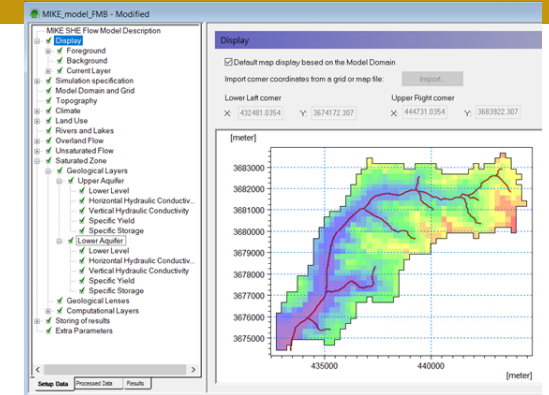 MIKE_model_FMB - Modified
MIKE SHE Flow Model Description
Display
Foreground
Background
Current Layer
Simulation specification
Model Domain and Grid
Topography
Climate
Land Use
Rivers and Lakes
Overland Flow
Unsaturated Flow
Saturated Zone
Geological Layers
Upper Aquifer
Lower Level
Horizontal Hydraulic Conductiv...
Vertical Hydraulic Conductivity
Specific Yield
Specific Storage
Lower Aquifer
Lower Level
Horizontal Hydraulic Conductiv...
Vertical Hydraulic Conductivity
Specific Yield
Specific Storage
Geological Lenses
Computational Layers
Storing of results
Extra Parameters
Setup Data Processed Data Results
Display
Default map display based on the Model Domain
Import corner coordinates from a grid or map file: Import...
Lower Left corner Upper Right corner
X: 432481.0354 Y: 3674172.307 X: 444731.0354 Y: 3683922.307
[meter]
3683000
3682000
3681000
3680000
3679000
3678000
3677000
3676000
3675000
435000 440000
[meter]